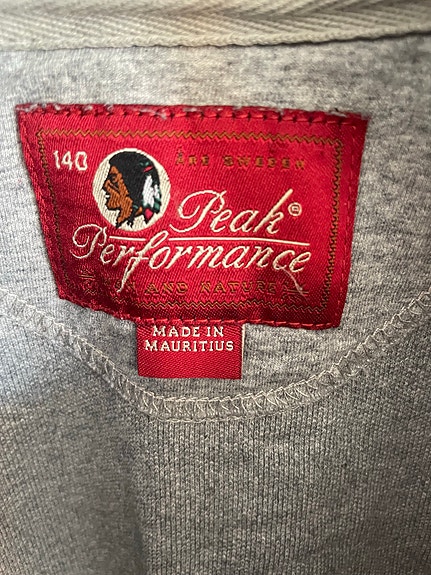 140
Peak®
Performance
AND NATURE
MADE IN
MAURITIUS